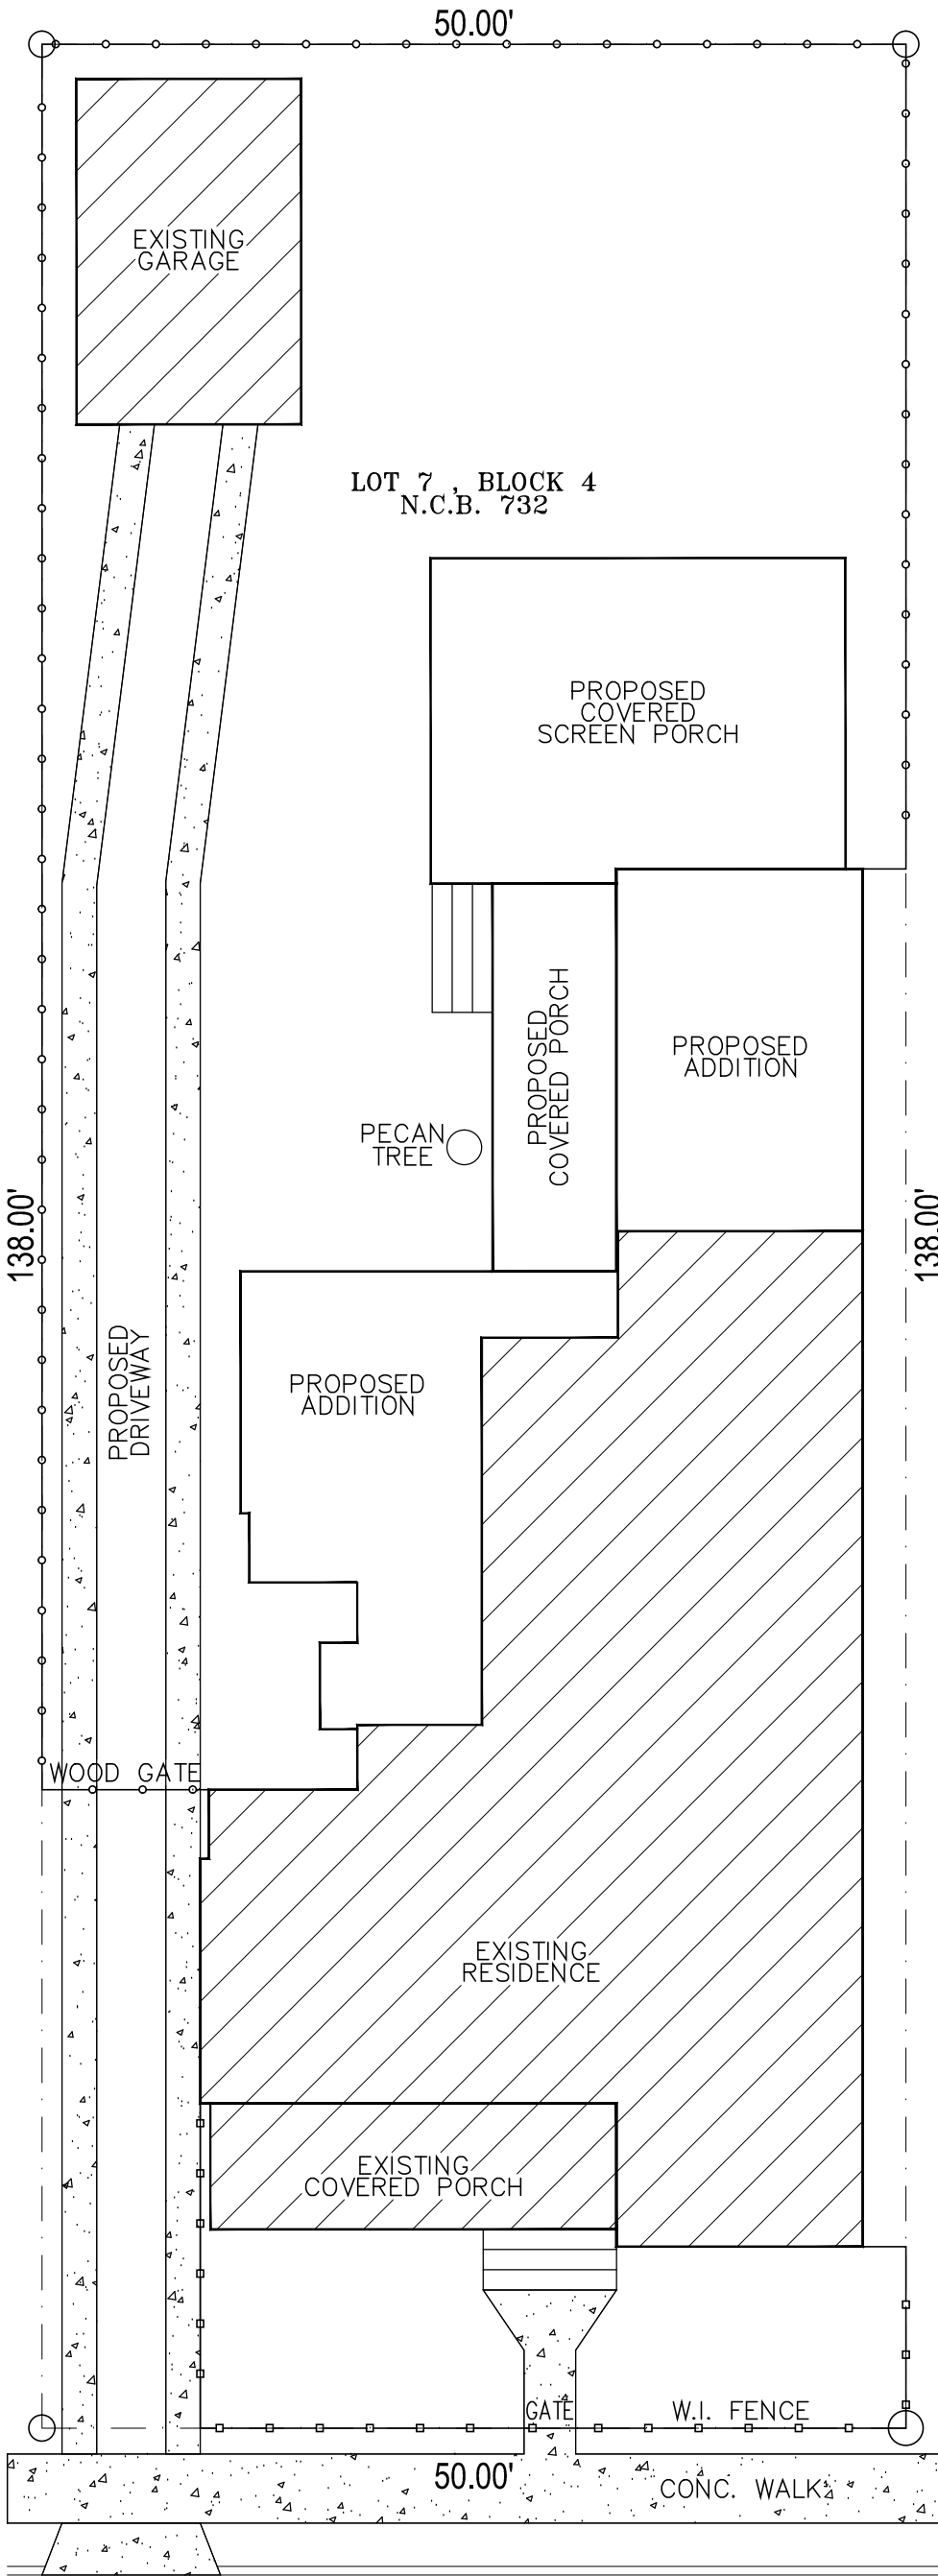 50.00'
EXISTING
GARAGE
LOT 7 , BLOCK 4
N.C.B. 732
PROPOSED
COVERED
SCREEN PORCH
PROPOSED
COVERED PORCH
PROPOSED
ADDITION
PECAN
TREE
138.00'
138.00'
PROPOSED
DRIVEWAY
PROPOSED
ADDITION
WOOD GATE
EXISTING
RESIDENCE
EXISTING
COVERED PORCH
GATE
W.I. FENCE
50.00'
CONC. WALK